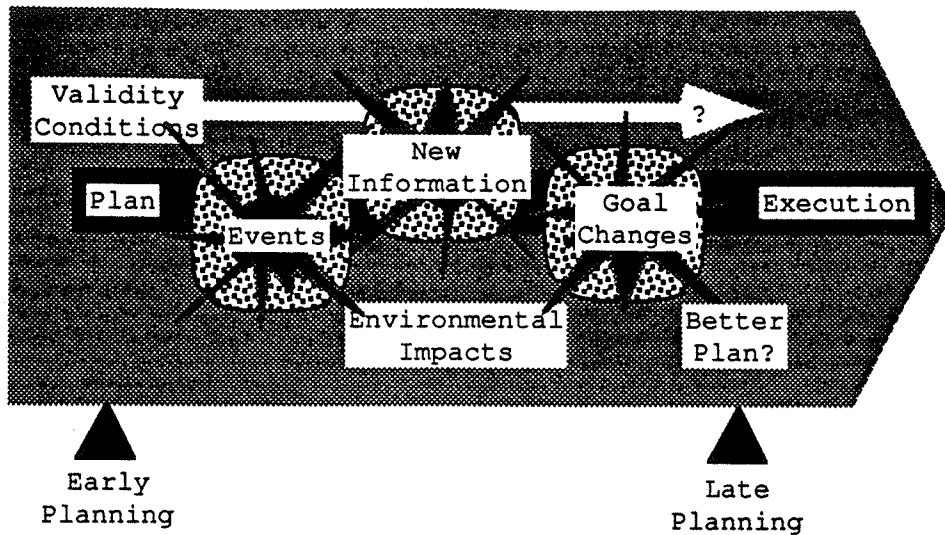 Validity
Conditions
?
New
Information
Plan
Events
Goal
Changes
Execution
Environmental
Impacts
Better
Plan?
Early
Planning
Late
Planning